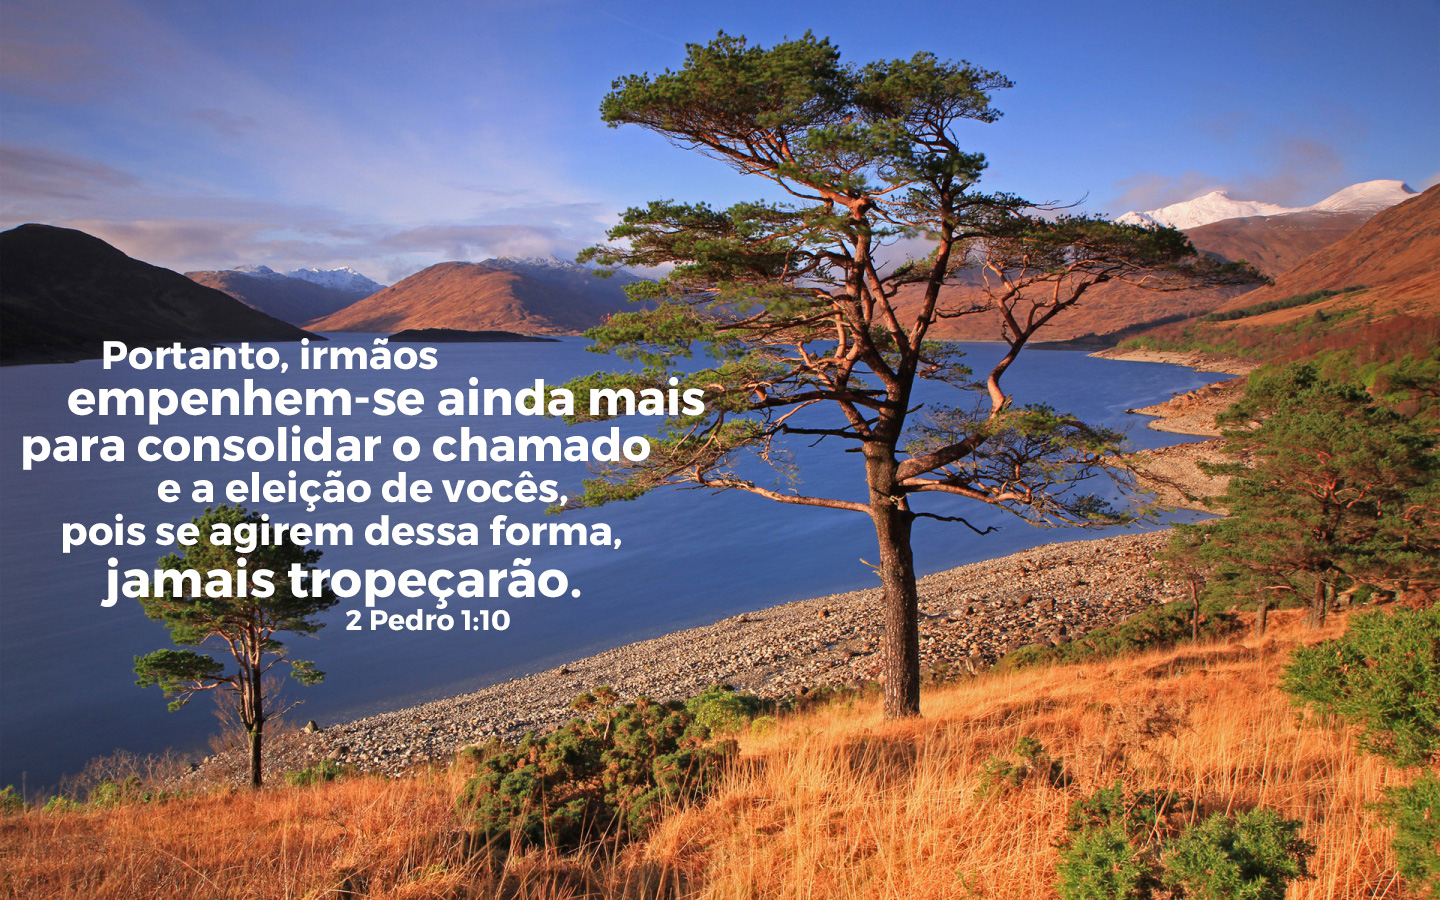 Portanto, irmãos
empenhem-se ainda mais
para consolidar o chamado
e a eleição de vocês,
pois se agirem dessa forma,
jamais tropeçarão.
2 Pedro 1:10